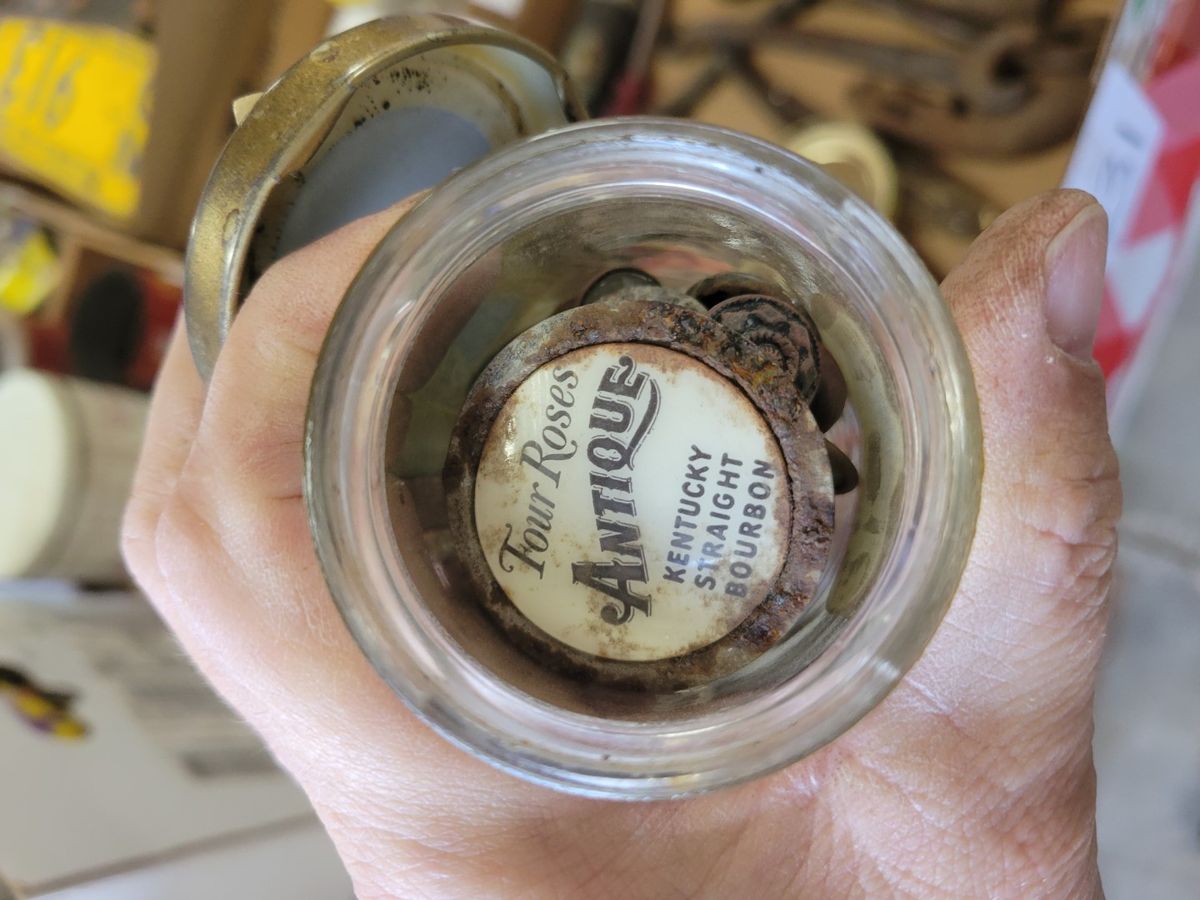 Four Roses
ANTIQUE
KENTUCKY
STRAIGHT
BOURBON